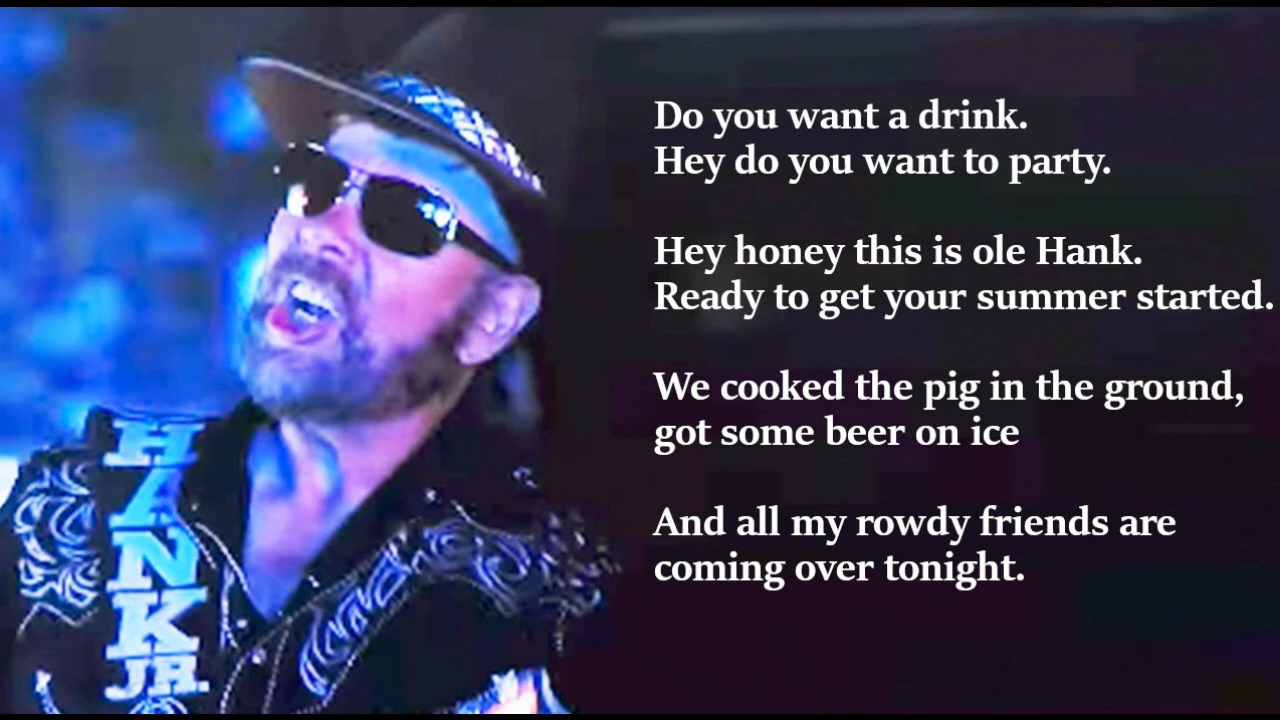 HANK JR.
Do you want a drink.
Hey do you want to party.
Hey honey this is ole Hank.
Ready to get your summer started.
We cooked the pig in the ground,
got some beer on ice
And all my rowdy friends are
coming over tonight.